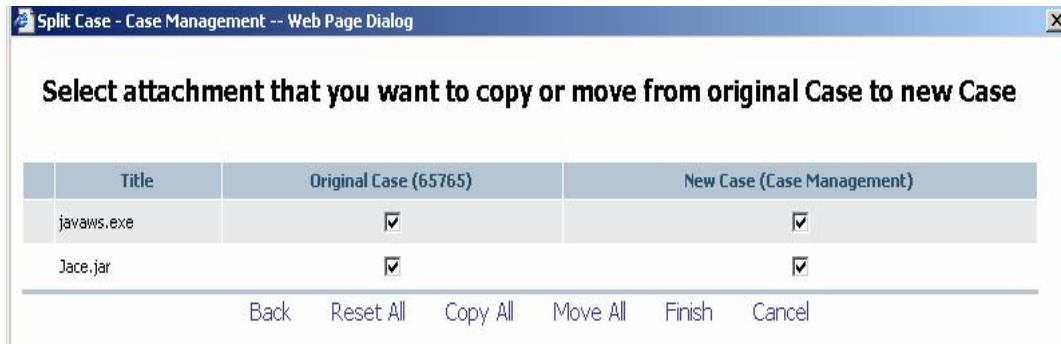 Split Case - Case Management -- Web Page Dialog
Select attachment that you want to copy or move from original Case to new Case
Title Original Case (65765) New Case (Case Management)
javaws.exe
Jace.jar
Back Reset All Copy All Move All Finish Cancel